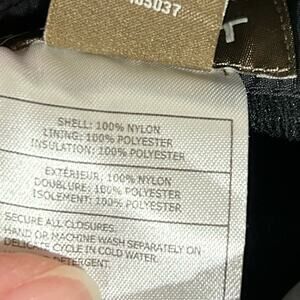 SHELL: 100% NYLON
LINING: 100% POLYESTER
INSULATION: 100% POLYESTER
EXTÉRIEUR: 100% NYLON
DOUBLURE: 100% POLYESTER
ISOLEMENT: 100% POLYESTER
SECURE ALL CLOSURES.
HAND OR MACHINE WASH SEPARATELY ON
DELICATE CYCLE IN COLD WATER.
DETERGENT.